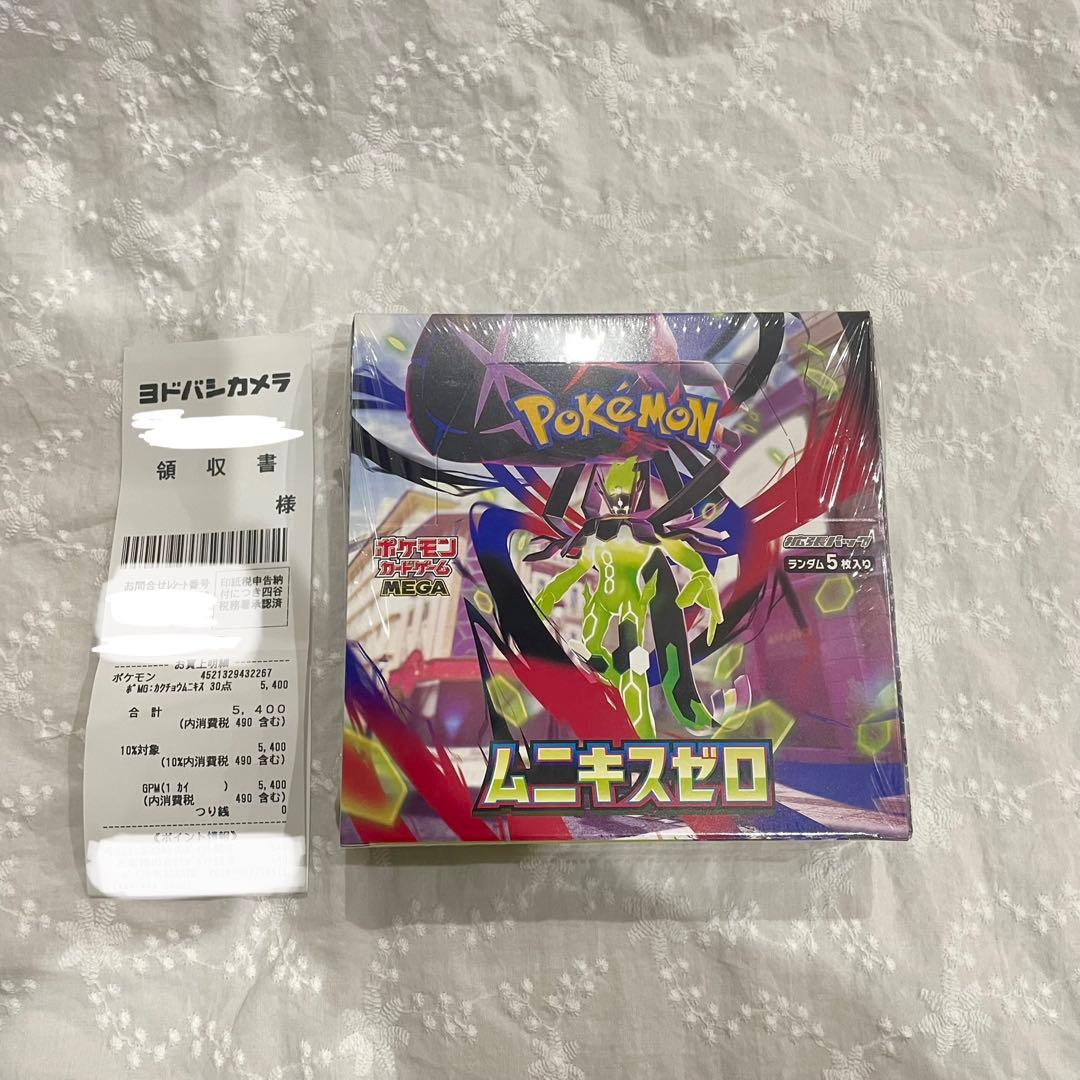 ヨドバシカメラ
領 収 書
様
お問合せレシート番号
印紙税申告納
付につき四谷
税務署承認済
お買上明細
ポケモン 4521329432267
ポMG:カクチョウムニキス 30点 5,400
合 計 5,400
(内消費税 490 含む)
10%対象 5,400
(10%内消費税 490 含む)
GPM(1 カイ ) 5,400
(内消費税 490 含む)
つり銭 0
《ポイント情報》
POKéMON
ポケモン
カードゲーム
MEGA
拡張パック
ランダム5枚入り
ムニキスゼロ